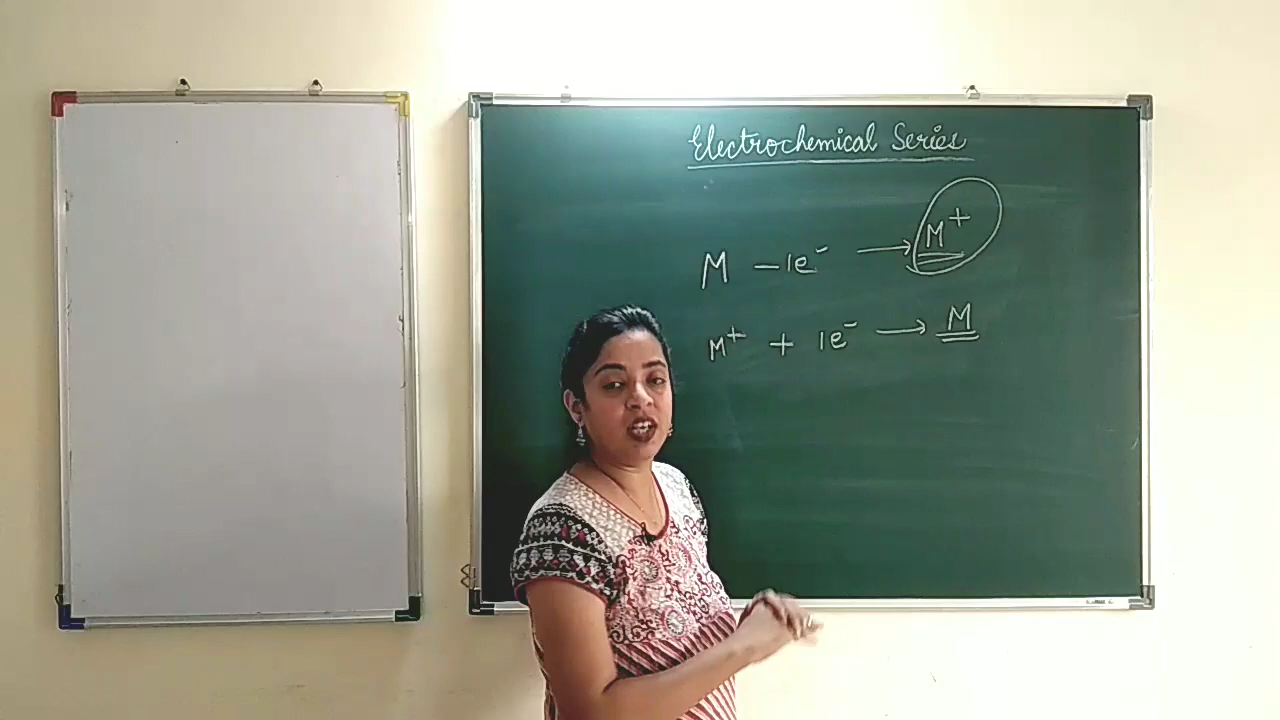 Electrochemical Series
M - 1e⁻ → M⁺
M⁺ + 1e⁻ → M